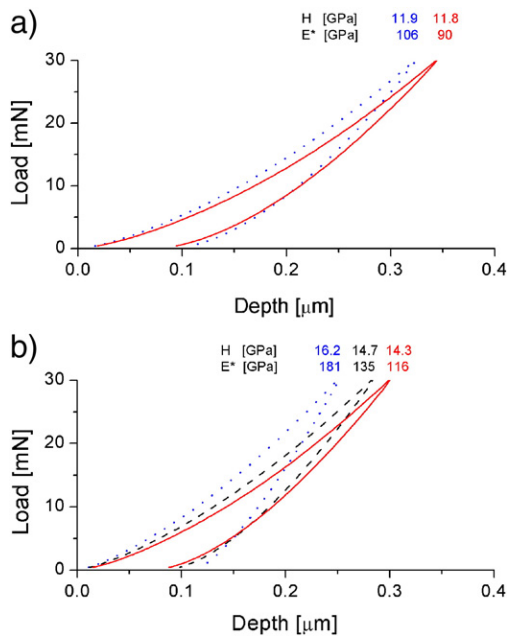 a)
H [GPa] 11.9 11.8
E* [GPa] 106 90
30
20
10
0
Load [mN]
0.0 0.1 0.2 0.3 0.4
Depth [μm]
b)
H [GPa] 16.2 14.7 14.3
E* [GPa] 181 135 116
30
20
10
0
Load [mN]
0.0 0.1 0.2 0.3 0.4
Depth [μm]